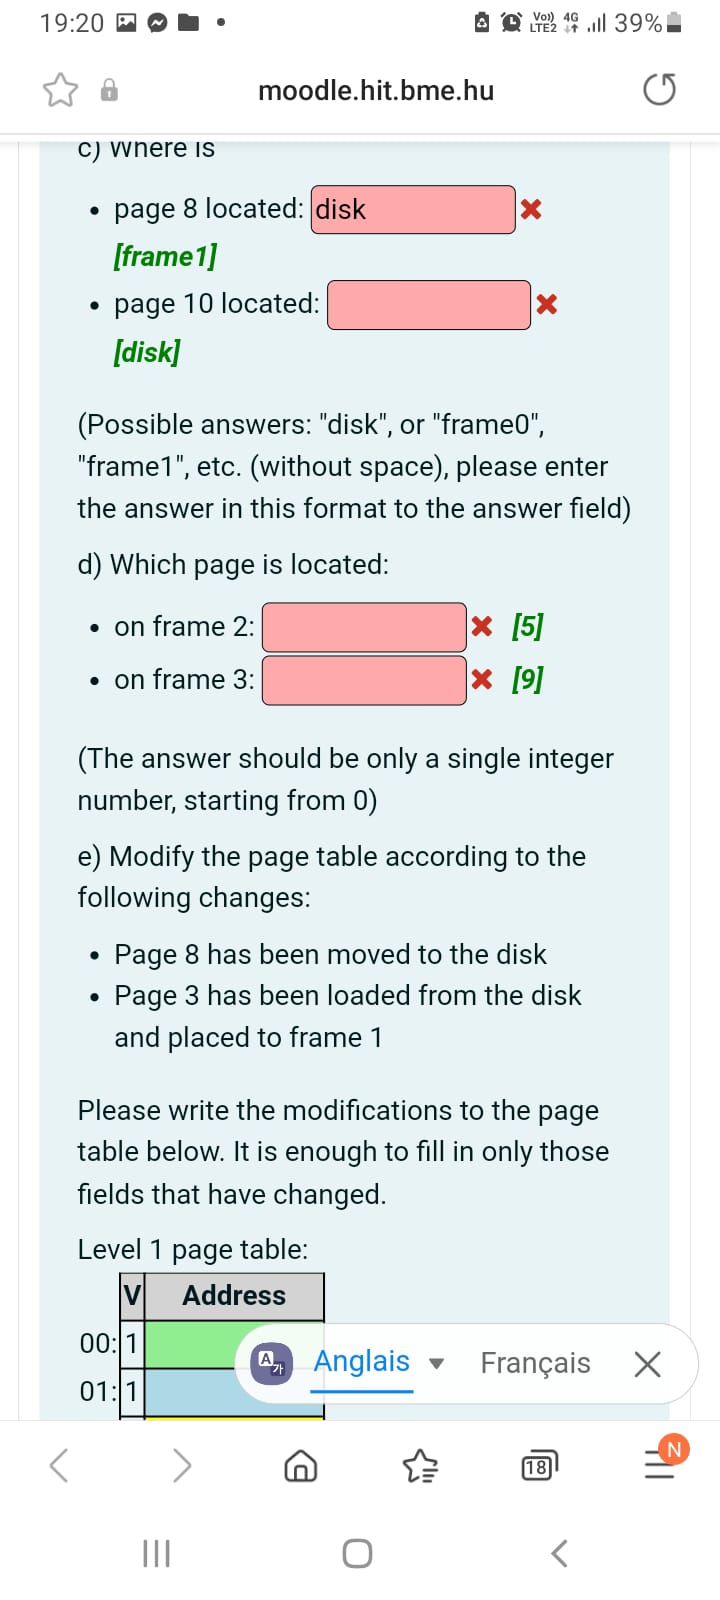 19:20
Vo)) 4G
LTE2
39%
moodle.hit.bme.hu
c) Where is
• page 8 located: disk
[frame1]
• page 10 located:
[disk]
(Possible answers: "disk", or "frame0",
"frame1", etc. (without space), please enter
the answer in this format to the answer field)
d) Which page is located:
• on frame 2: [5]
• on frame 3: [9]
(The answer should be only a single integer
number, starting from 0)
e) Modify the page table according to the
following changes:
• Page 8 has been moved to the disk
• Page 3 has been loaded from the disk
and placed to frame 1
Please write the modifications to the page
table below. It is enough to fill in only those
fields that have changed.
Level 1 page table:
V Address
00: 1
01: 1
Anglais Français
18
N